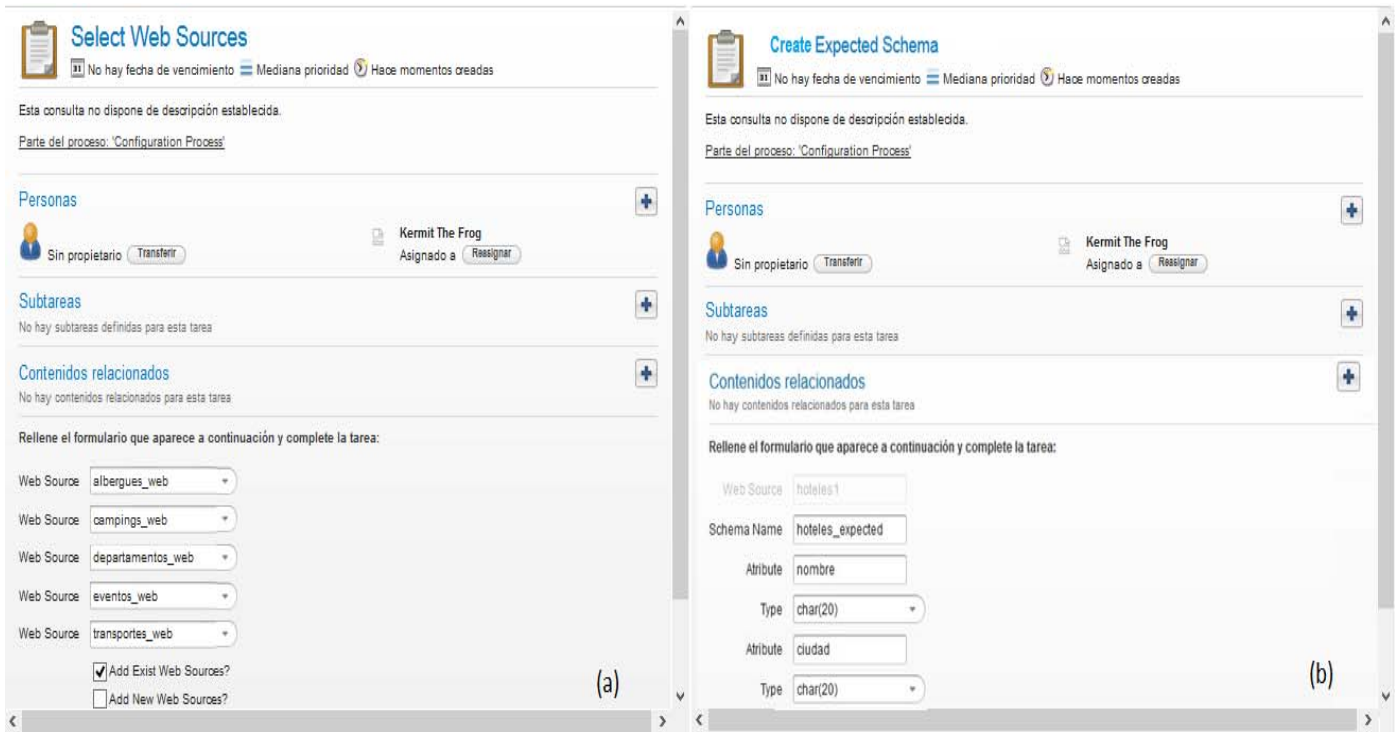 Select Web Sources
31 No hay fecha de vencimiento Mediana prioridad Hace momentos creadas
Esta consulta no dispone de descripción establecida.
Parte del proceso: 'Configuration Process'
Personas
Sin propietario Transferir
Kermit The Frog
Asignado a Reasignar
Subtareas
No hay subtareas definidas para esta tarea
Contenidos relacionados
No hay contenidos relacionados para esta tarea
Rellene el formulario que aparece a continuación y complete la tarea:
Web Source albergues_web
Web Source campings_web
Web Source departamentos_web
Web Source eventos_web
Web Source transportes_web
Add Exist Web Sources?
Add New Web Sources?
(a)
Create Expected Schema
31 No hay fecha de vencimiento Mediana prioridad Hace momentos creadas
Esta consulta no dispone de descripción establecida.
Parte del proceso: 'Configuration Process'
Personas
Sin propietario Transferir
Kermit The Frog
Asignado a Reasignar
Subtareas
No hay subtareas definidas para esta tarea
Contenidos relacionados
No hay contenidos relacionados para esta tarea
Rellene el formulario que aparece a continuación y complete la tarea:
Web Source hoteles1
Schema Name hoteles_expected
Atribute nombre
Type char(20)
Atribute ciudad
Type char(20)
(b)